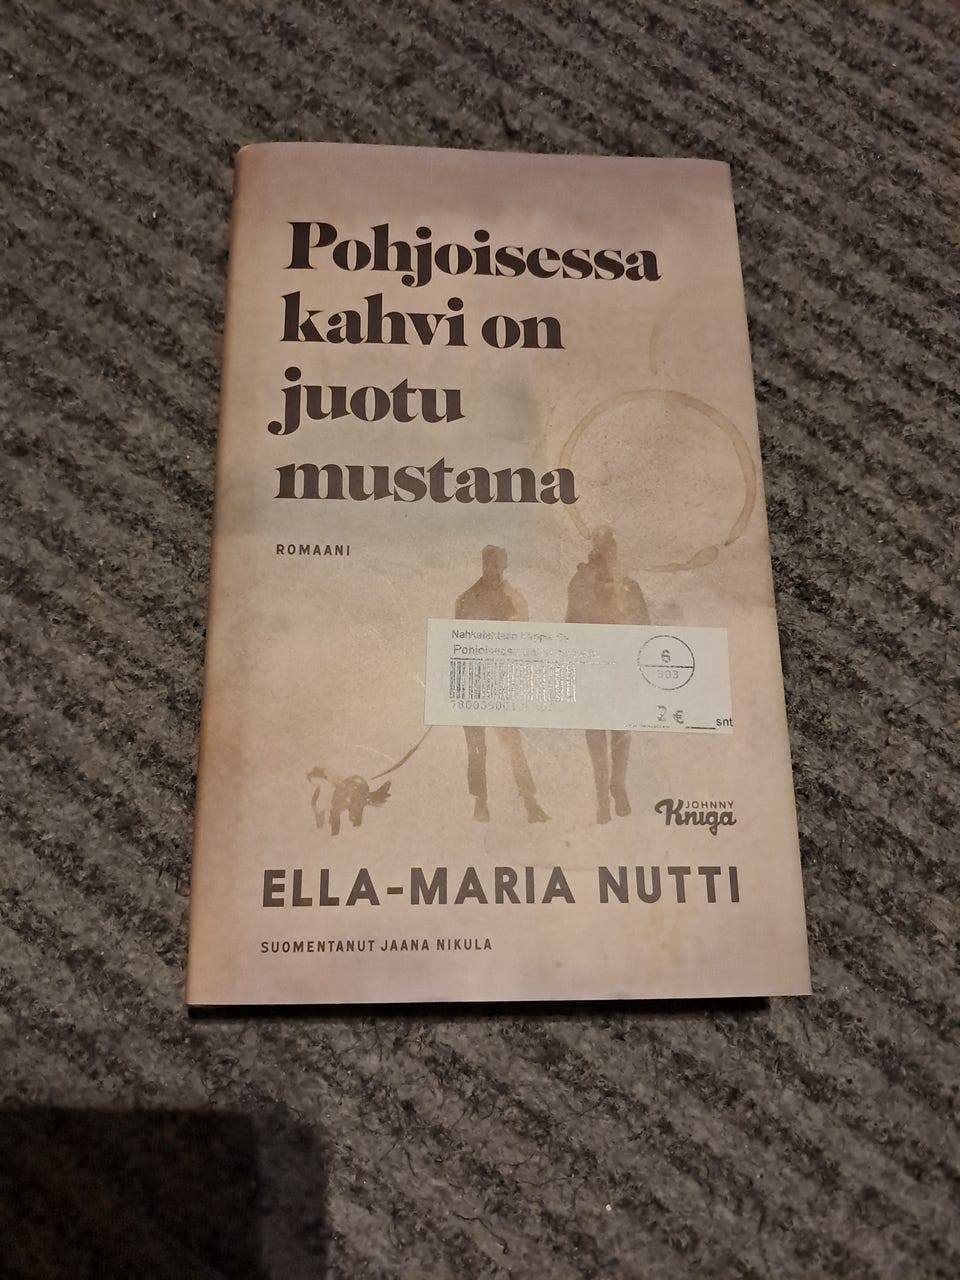 Pohjoisessa
kahvi on
juotu
mustana
ROMAANI
6
903
2 €
snt
JOHNNY
Kniga
ELLA-MARIA NUTTI
SUOMENTANUT JAANA NIKULA